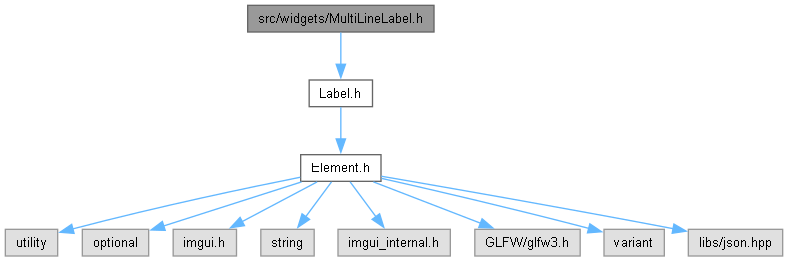 src/widgets/MultiLineLabel.h
Label.h
Element.h
utility
optional
imgui.h
string
imgui_internal.h
GLFW/glfw3.h
variant
libs/json.hpp